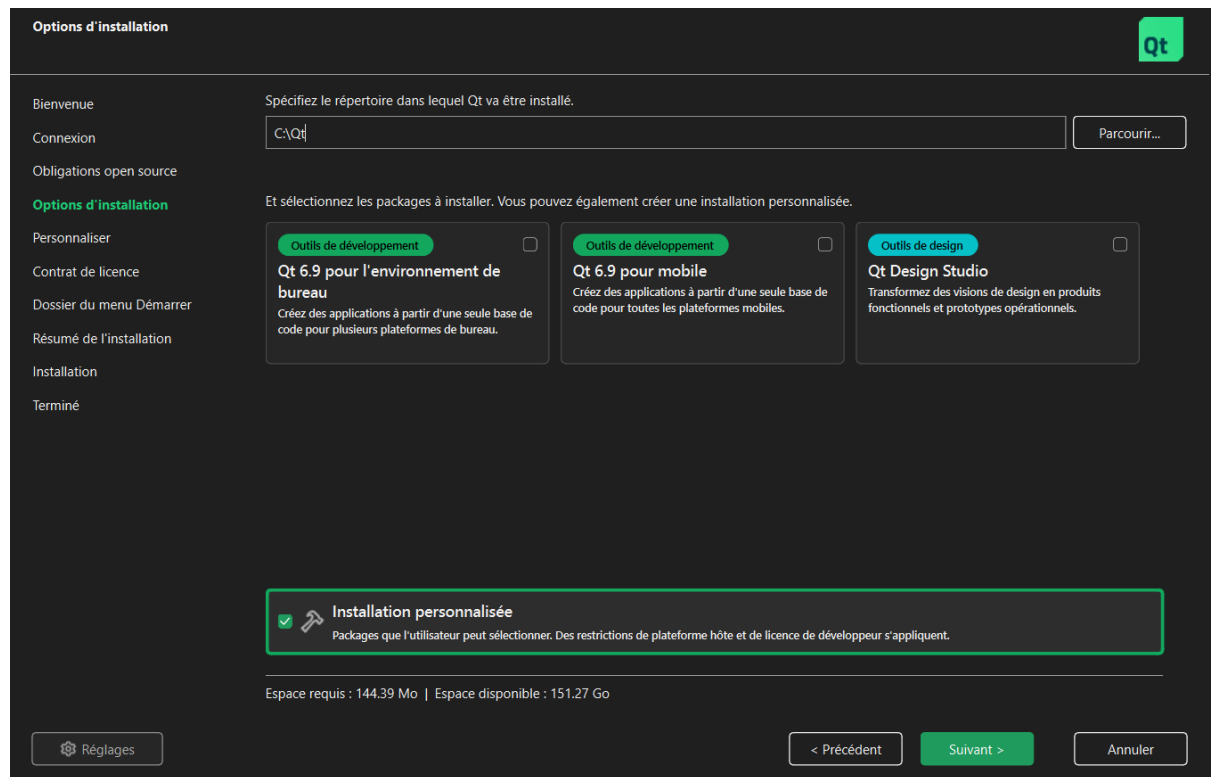 Options d'installation
Qt
Bienvenue
Connexion
Obligations open source
Options d'installation
Personnaliser
Contrat de licence
Dossier du menu Démarrer
Résumé de l'installation
Installation
Terminé
Spécifiez le répertoire dans lequel Qt va être installé.
C:\Qt
Parcourir...
Et sélectionnez les packages à installer. Vous pouvez également créer une installation personnalisée.
Outils de développement
Qt 6.9 pour l'environnement de
bureau
Créez des applications à partir d'une seule base de
code pour plusieurs plateformes de bureau.
Outils de développement
Qt 6.9 pour mobile
Créez des applications à partir d'une seule base de
code pour toutes les plateformes mobiles.
Outils de design
Qt Design Studio
Transformez des visions de design en produits
fonctionnels et prototypes opérationnels.
Installation personnalisée
Packages que l'utilisateur peut sélectionner. Des restrictions de plateforme hôte et de licence de développeur s'appliquent.
Espace requis : 144.39 Mo | Espace disponible : 151.27 Go
Réglages
< Précédent
Suivant >
Annuler